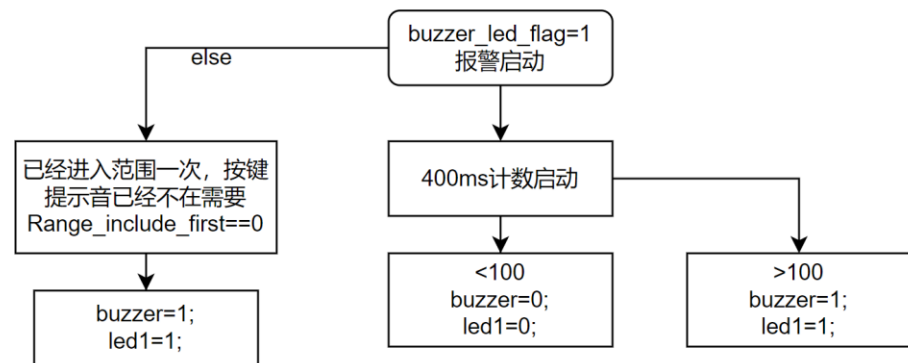 buzzer_led_flag=1
报警启动
else
已经进入范围一次，按键
提示音已经不在需要
Range_include_first==0
400ms计数启动
buzzer=1;
led1=1;
<100
buzzer=0;
led1=0;
>100
buzzer=1;
led1=1;